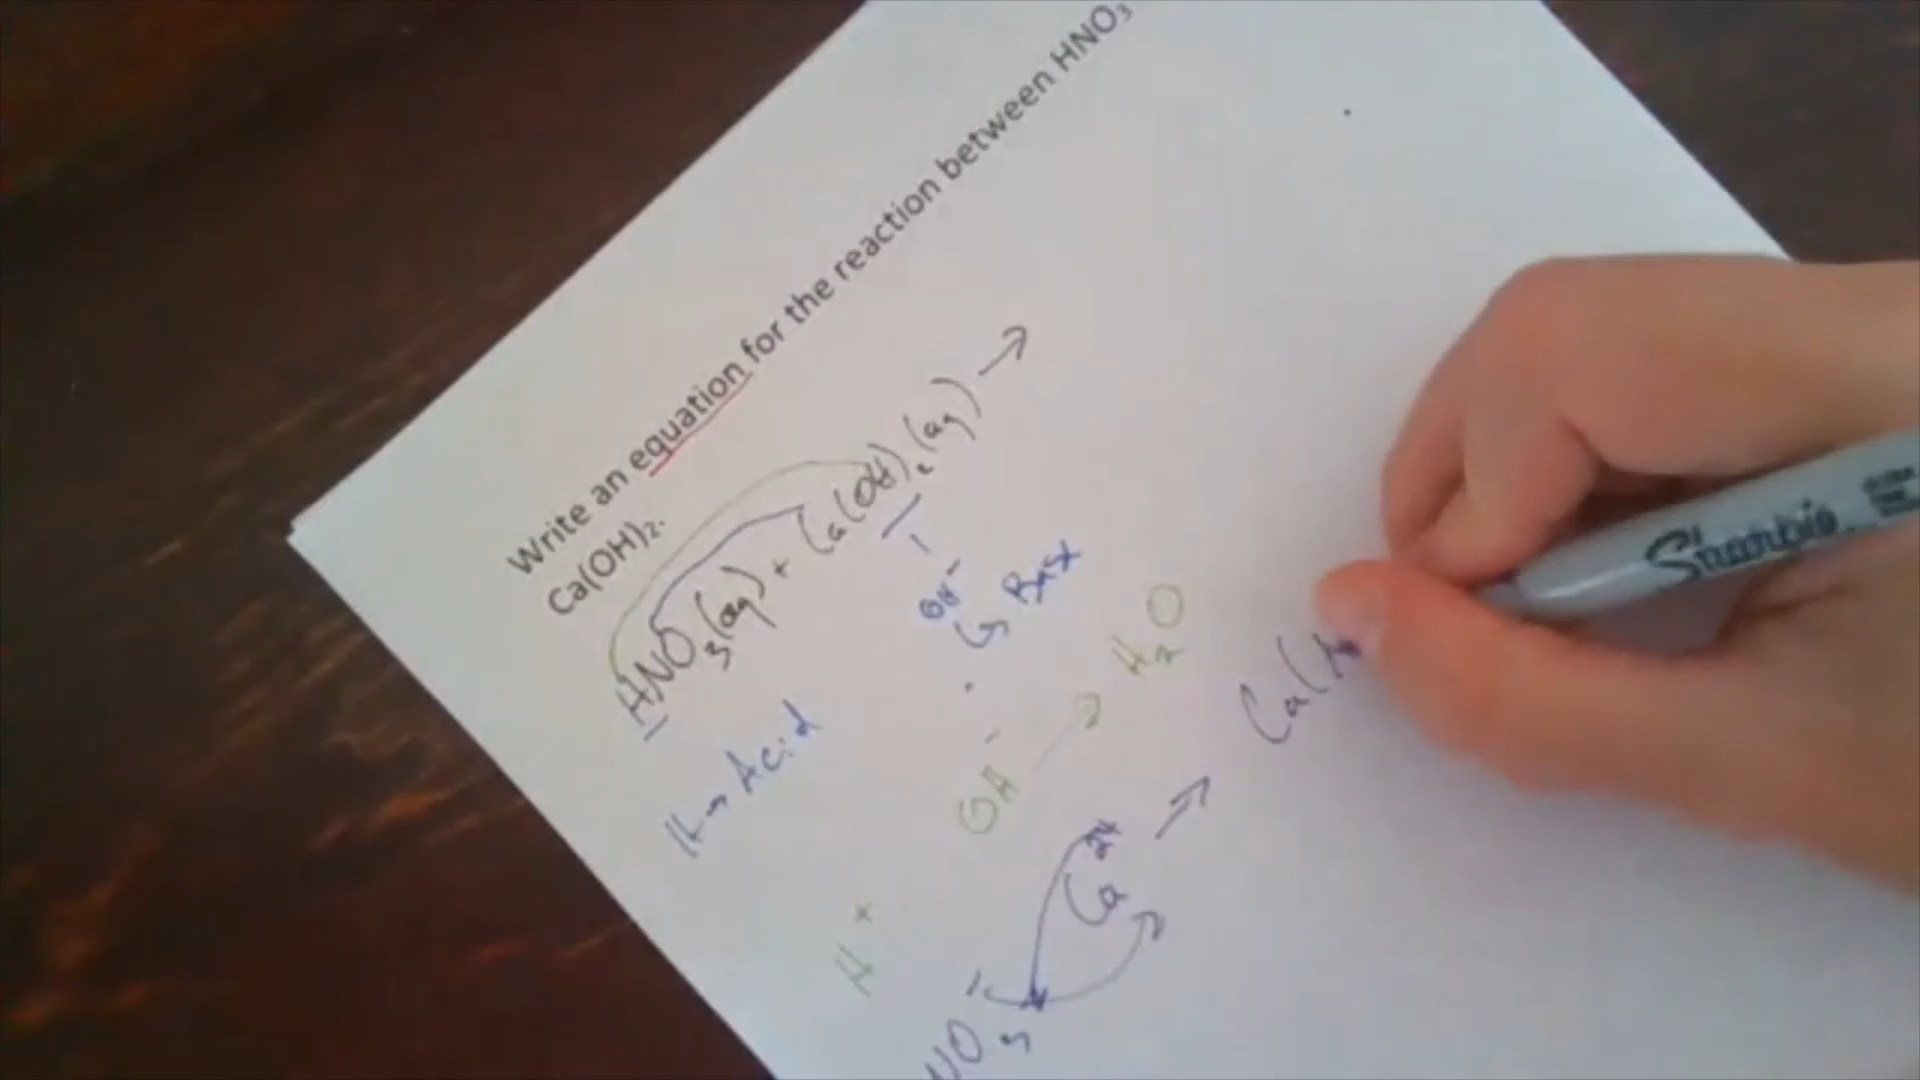 Write an equation for the reaction between HNO₃
Ca(OH)₂.
HNO₃(aq) + Ca(OH)₂(aq) →
OH⁻
↳ Base
H→ Acid
H⁺ OH⁻ → H₂O
NO₃⁻ Ca²⁺ → Ca(
Sharpie